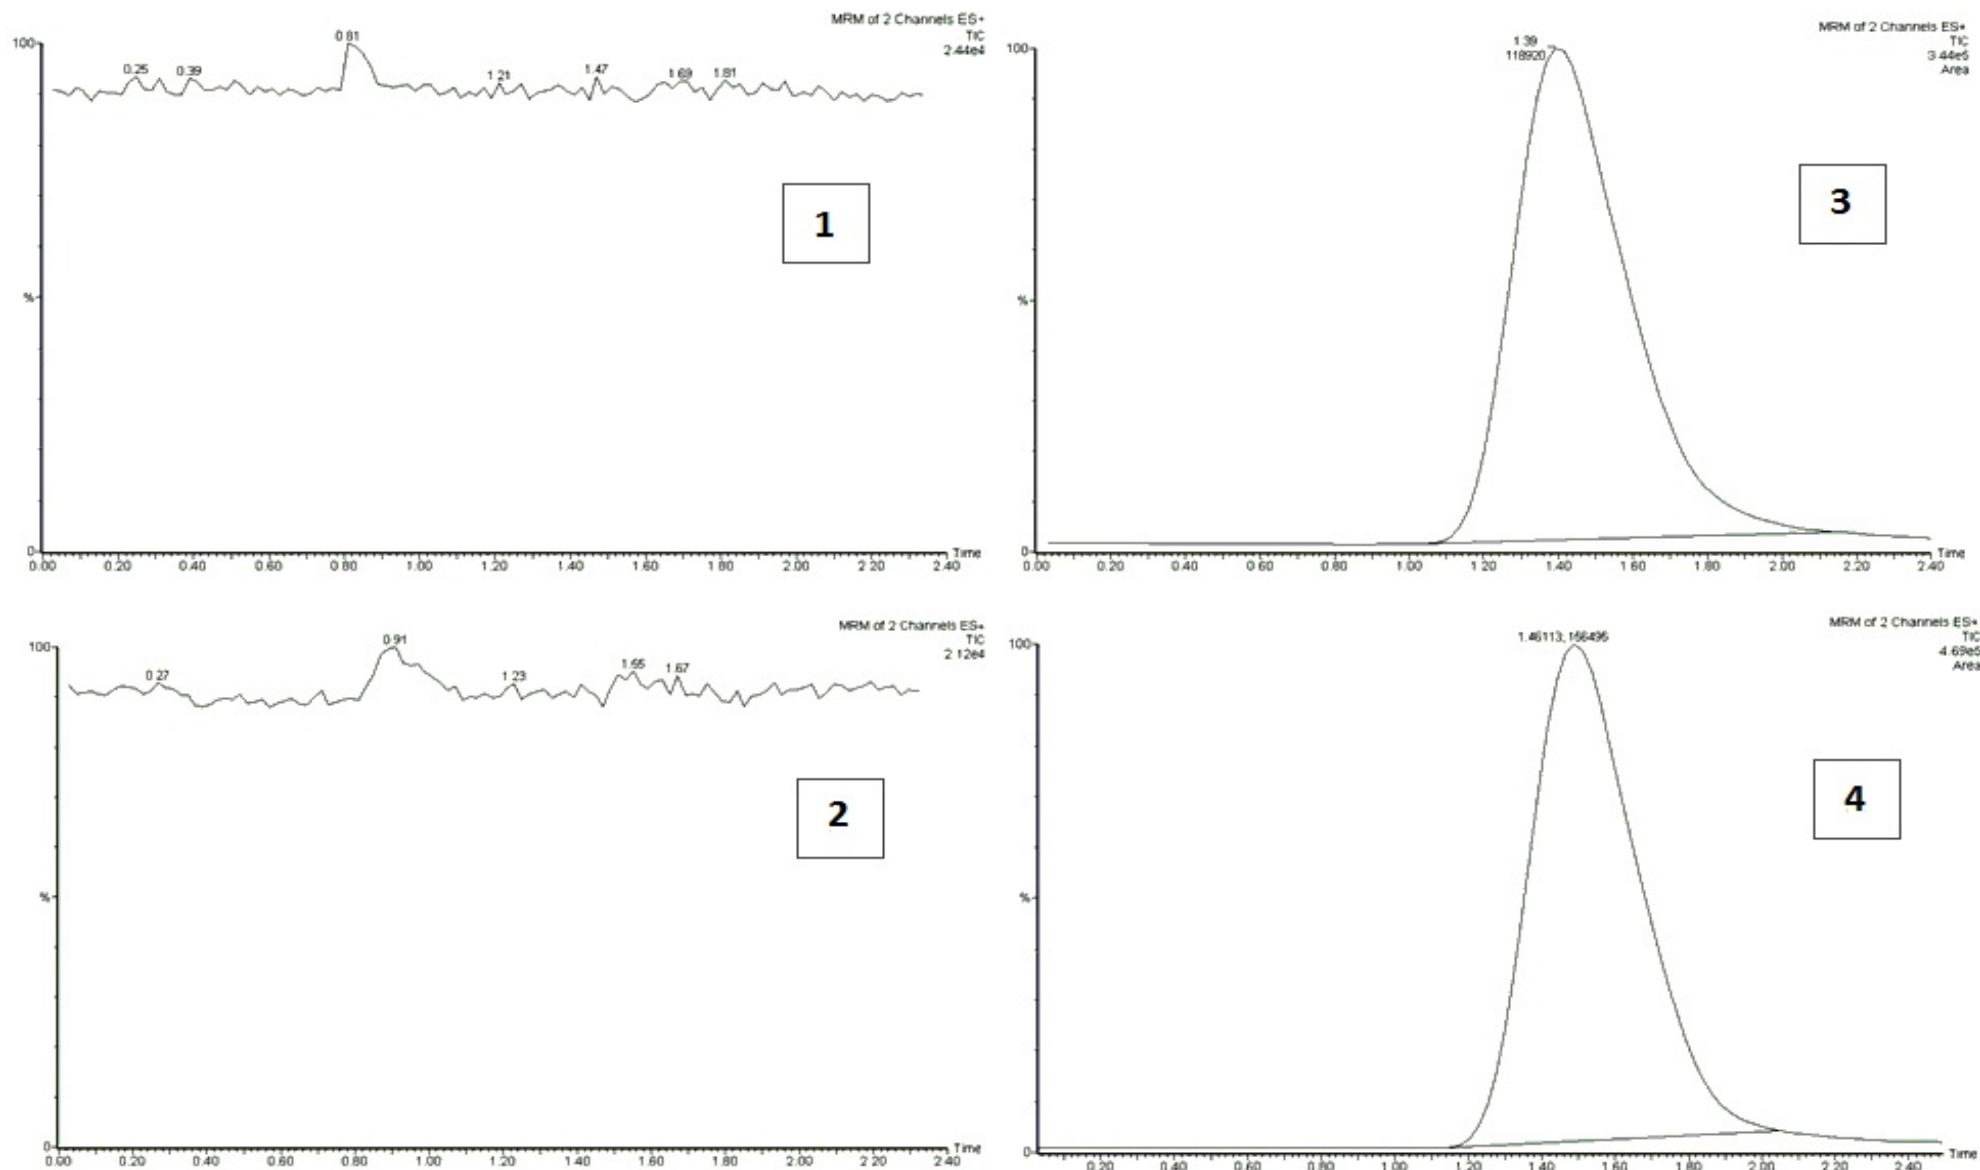 MRM of 2 Channels ES+
TIC
2.44e4
100
0.81
0.25
0.39
1.21
1.47
1.69
1.81
1
%
0
Time
0.00 0.20 0.40 0.60 0.80 1.00 1.20 1.40 1.60 1.80 2.00 2.20 2.40
MRM of 2 Channels ES+
TIC
2.12e4
100
0.91
0.27
1.23
1.55
1.67
2
%
0
Time
0.00 0.20 0.40 0.60 0.80 1.00 1.20 1.40 1.60 1.80 2.00 2.20 2.40
MRM of 2 Channels ES+
TIC
3.44e5
Area
100
1.39
118920
3
%
0
Time
0.00 0.20 0.40 0.60 0.80 1.00 1.20 1.40 1.60 1.80 2.00 2.20 2.40
MRM of 2 Channels ES+
TIC
4.69e5
Area
100
1.46113; 156495
4
%
0
Time
0.20 0.40 0.60 0.80 1.00 1.20 1.40 1.60 1.80 2.00 2.20 2.40